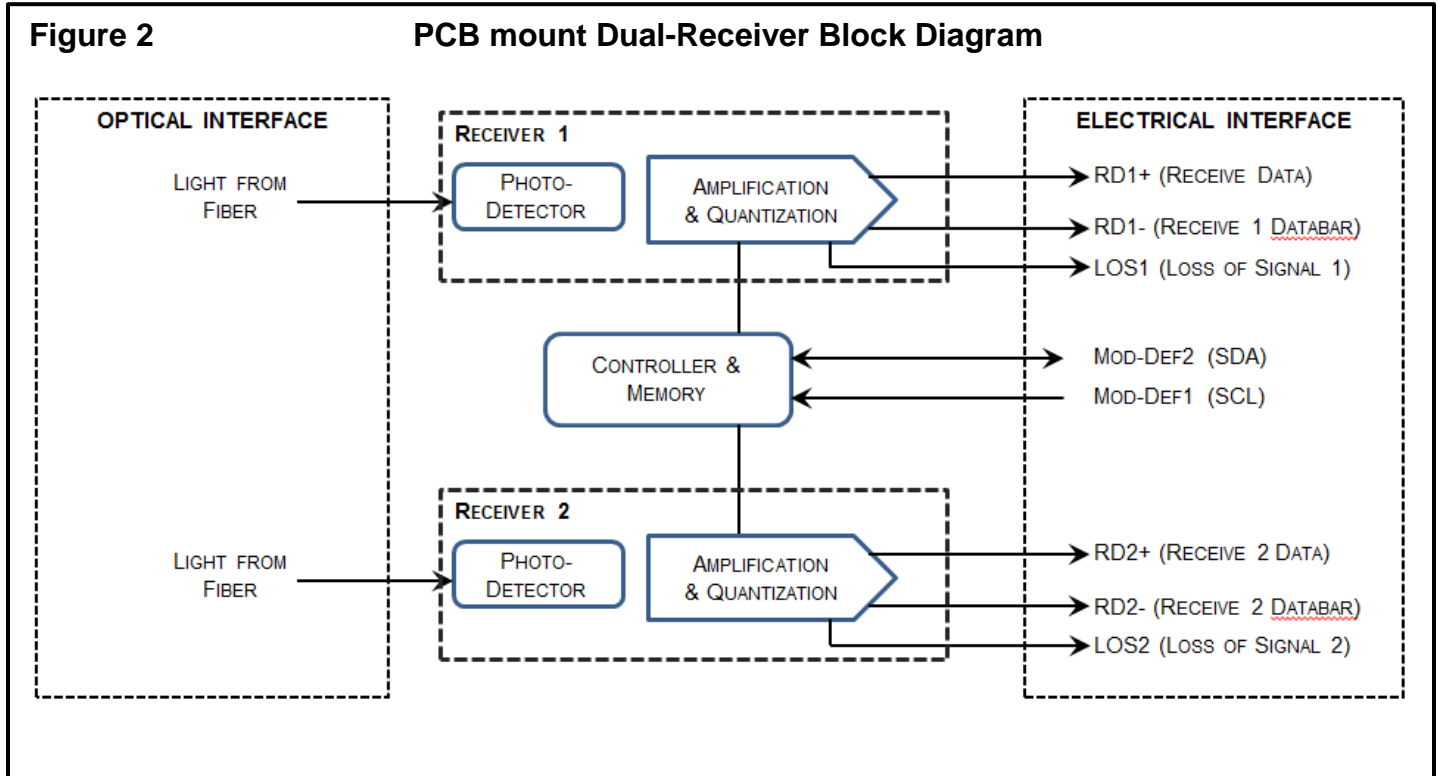 Figure 2 PCB mount Dual-Receiver Block Diagram
OPTICAL INTERFACE
LIGHT FROM
FIBER
LIGHT FROM
FIBER
RECEIVER 1
PHOTO-
DETECTOR
AMPLIFICATION
& QUANTIZATION
CONTROLLER &
MEMORY
RECEIVER 2
PHOTO-
DETECTOR
AMPLIFICATION
& QUANTIZATION
ELECTRICAL INTERFACE
RD1+ (RECEIVE DATA)
RD1- (RECEIVE 1 DATABAR)
LOS1 (LOSS OF SIGNAL 1)
MOD-DEF2 (SDA)
MOD-DEF1 (SCL)
RD2+ (RECEIVE 2 DATA)
RD2- (RECEIVE 2 DATABAR)
LOS2 (LOSS OF SIGNAL 2)